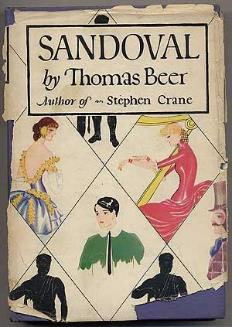 SANDOVAL
by Thomas Beer
Author of ~ Stephen Crane